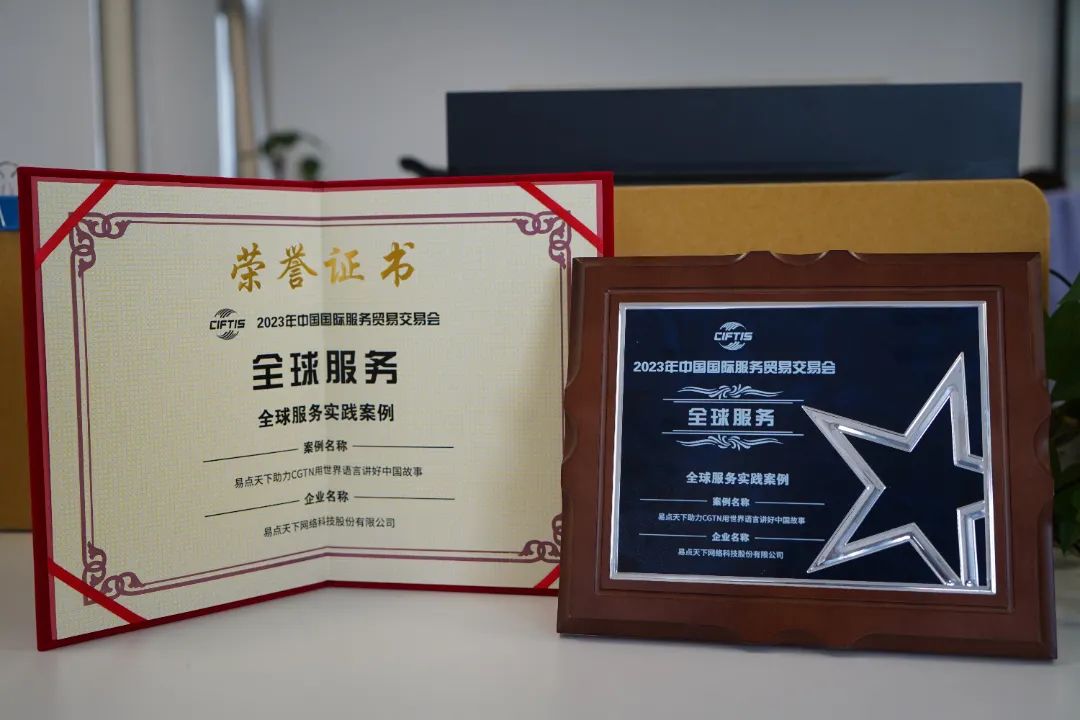 荣誉证书
CIFTIS 2023年中国国际服务贸易交易会
全球服务
全球服务实践案例
案例名称
易点天下助力CGTN用世界语言讲好中国故事
企业名称
易点天下网络科技股份有限公司
CIFTIS
2023年中国国际服务贸易交易会
全球服务
全球服务实践案例
案例名称
易点天下助力CGTN用世界语言讲好中国故事
企业名称
易点天下网络科技股份有限公司